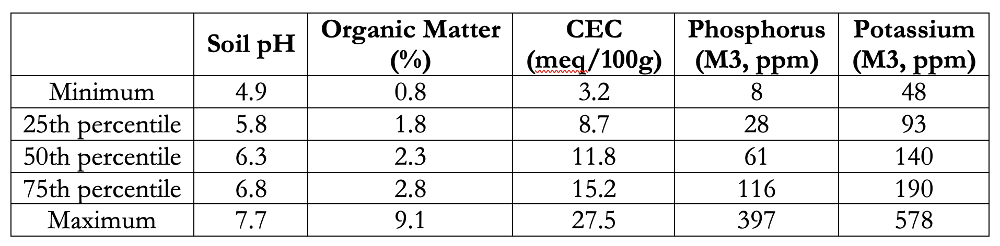 Soil pH Organic Matter (%) CEC (meq/100g) Phosphorus (M3, ppm) Potassium (M3, ppm)
Minimum 4.9 0.8 3.2 8 48
25th percentile 5.8 1.8 8.7 28 93
50th percentile 6.3 2.3 11.8 61 140
75th percentile 6.8 2.8 15.2 116 190
Maximum 7.7 9.1 27.5 397 578